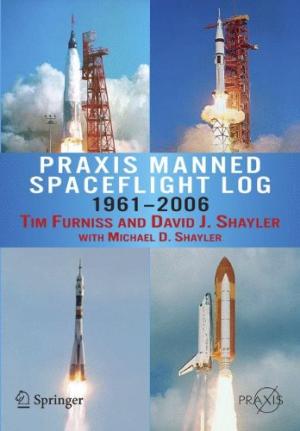 PRAXIS MANNED
SPACEFLIGHT LOG
1961–2006
TIM FURNISS AND DAVID J. SHAYLER
WITH MICHAEL D. SHAYLER
Springer
PRAXIS